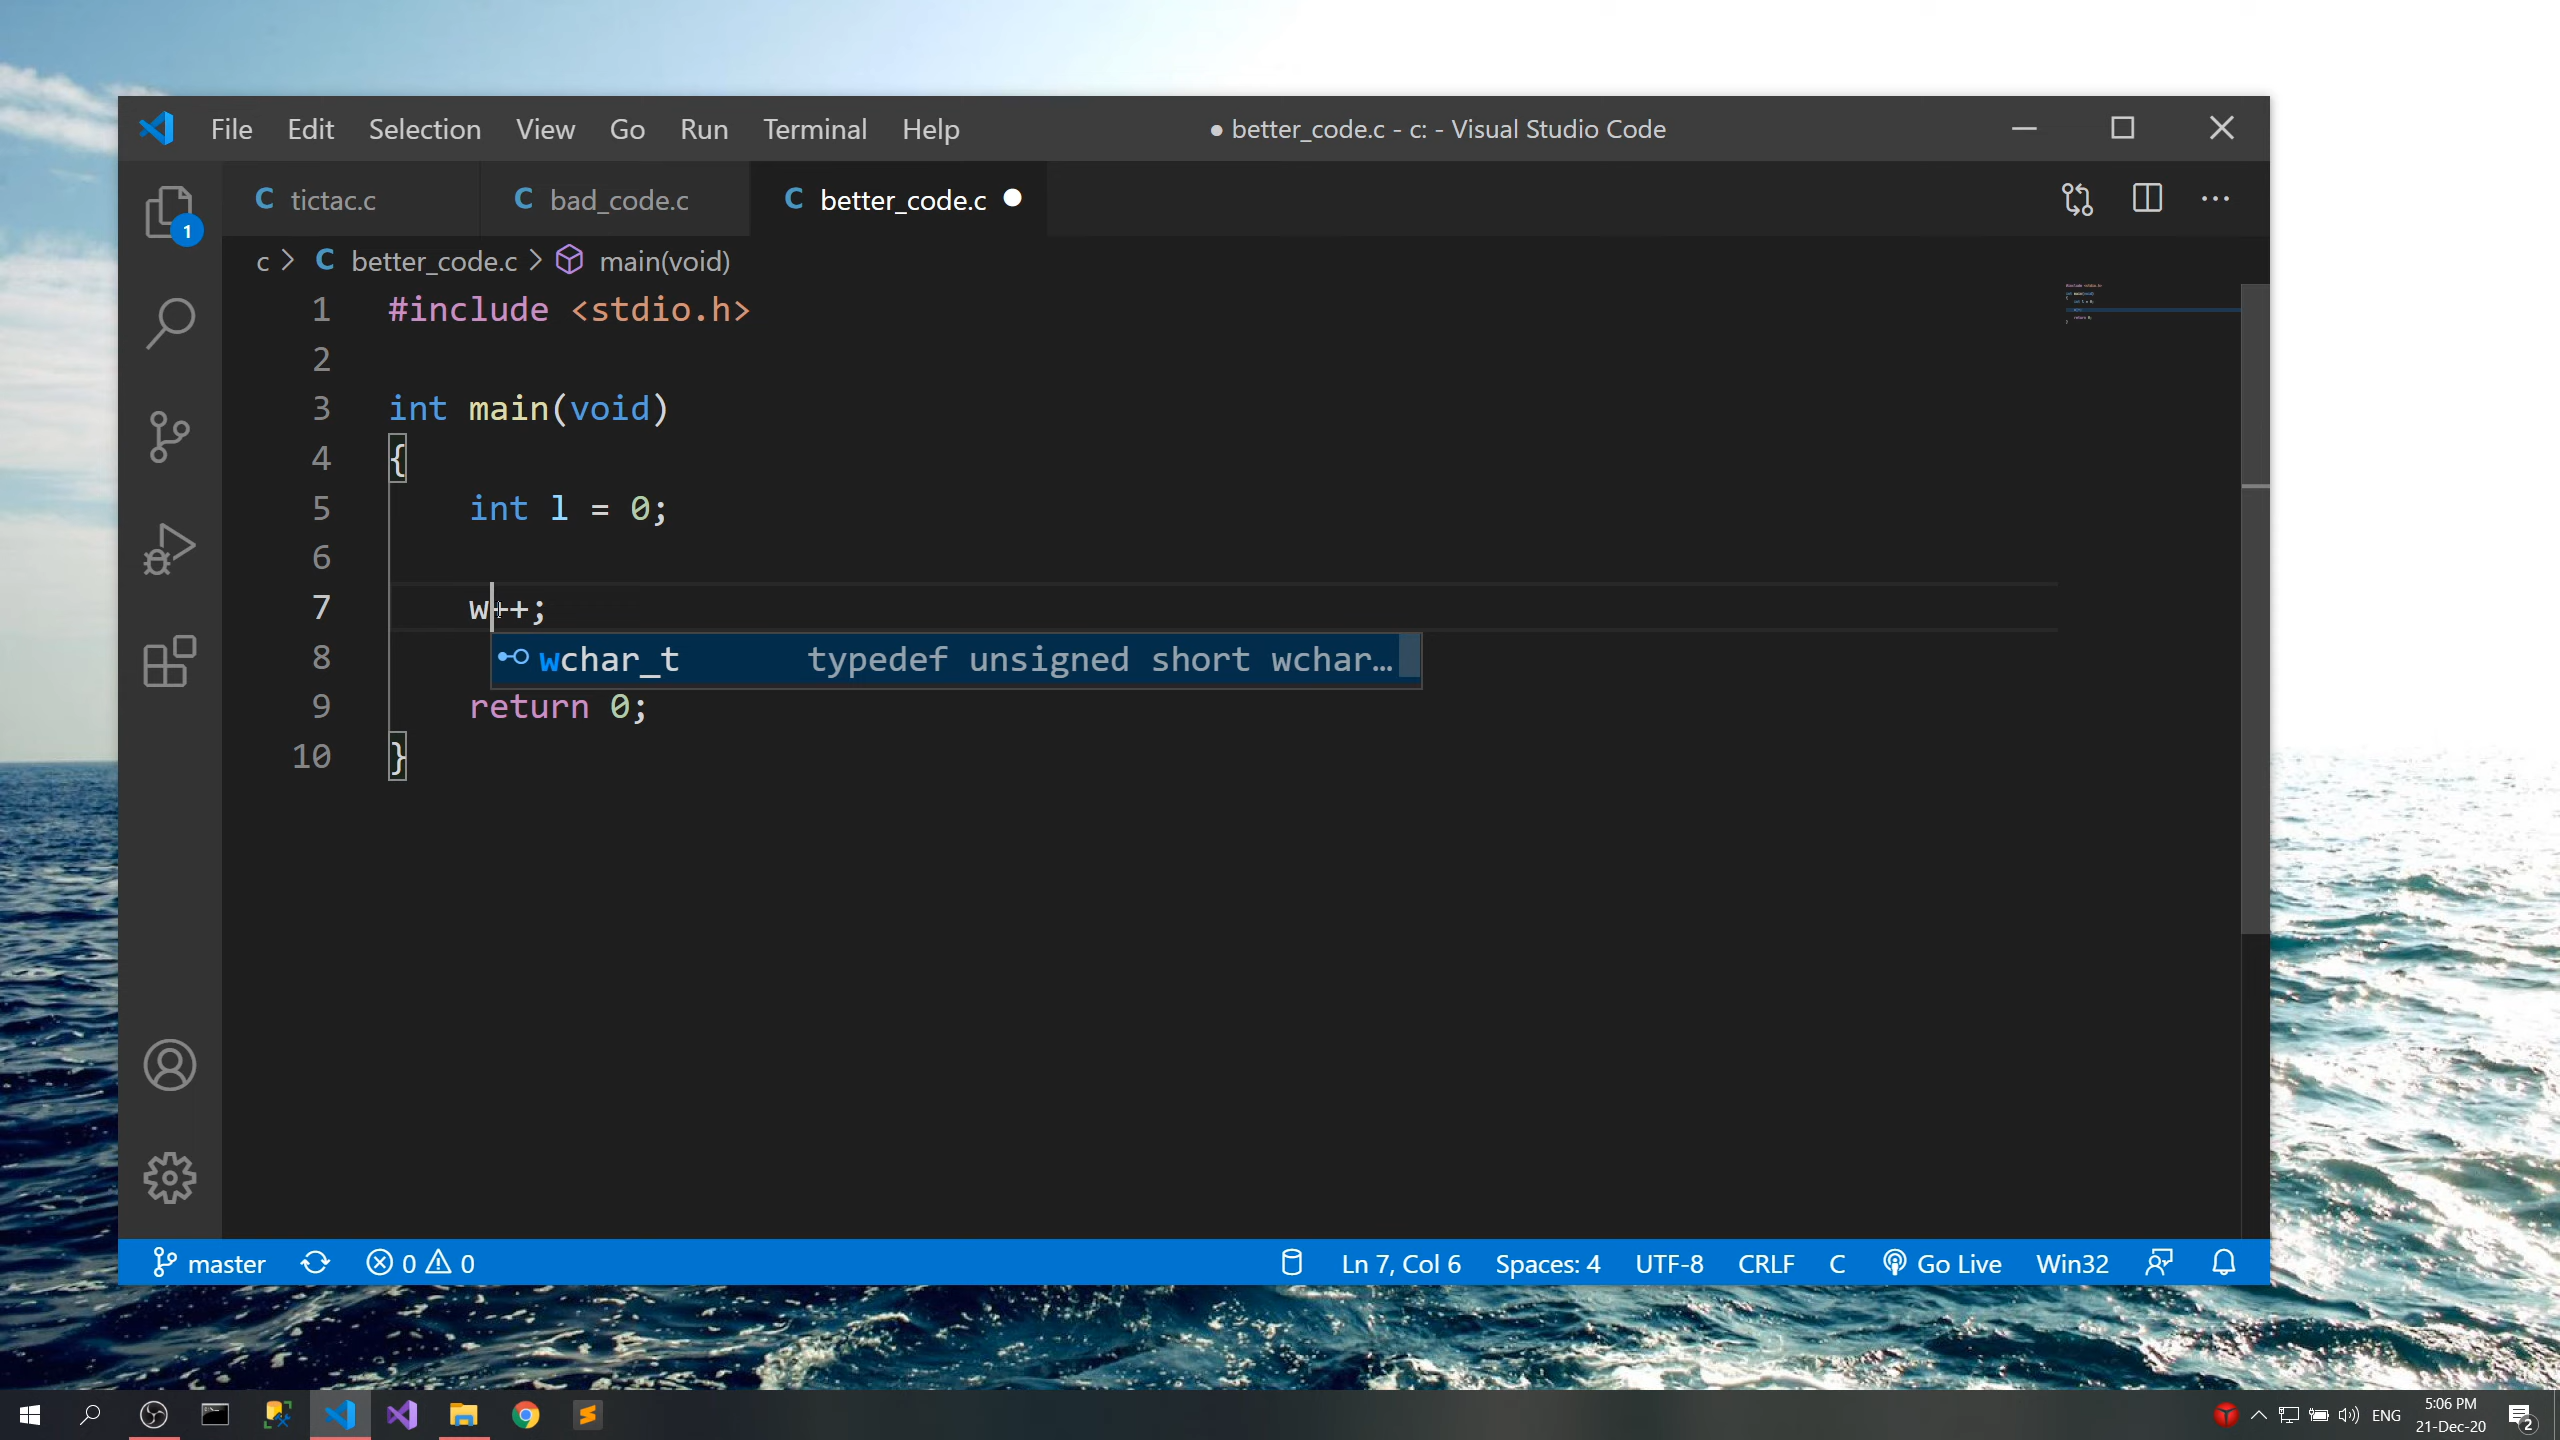 File Edit Selection View Go Run Terminal Help ● better_code.c - c: - Visual Studio Code
C tictac.c C bad_code.c C better_code.c ●
c > C better_code.c > main(void)
1 #include <stdio.h>
2
3 int main(void)
4 {
5 int l = 0;
6
7 w++;
wchar_t typedef unsigned short wchar…
8
9 return 0;
10 }
1
master 0 0 Ln 7, Col 6 Spaces: 4 UTF-8 CRLF C Go Live Win32
ENG 5:06 PM
21-Dec-20 2